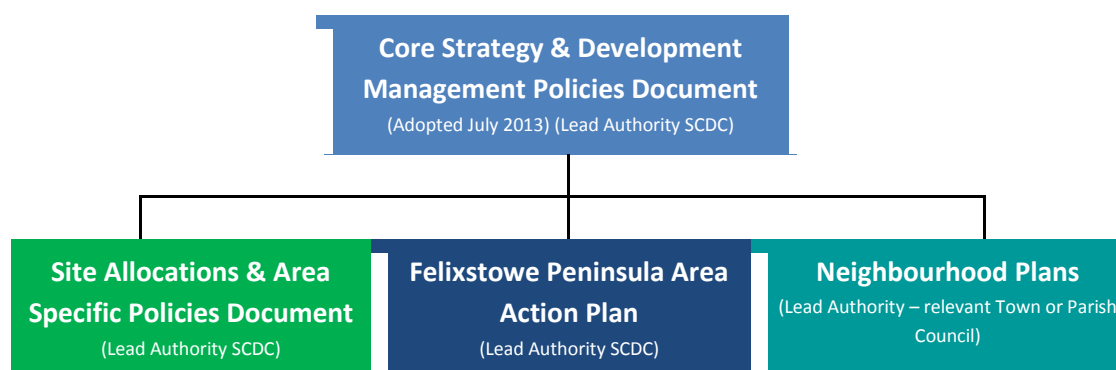 Core Strategy & Development
Management Policies Document
(Adopted July 2013) (Lead Authority SCDC)
Site Allocations & Area
Specific Policies Document
(Lead Authority SCDC)
Felixstowe Peninsula Area
Action Plan
(Lead Authority SCDC)
Neighbourhood Plans
(Lead Authority – relevant Town or Parish
Council)